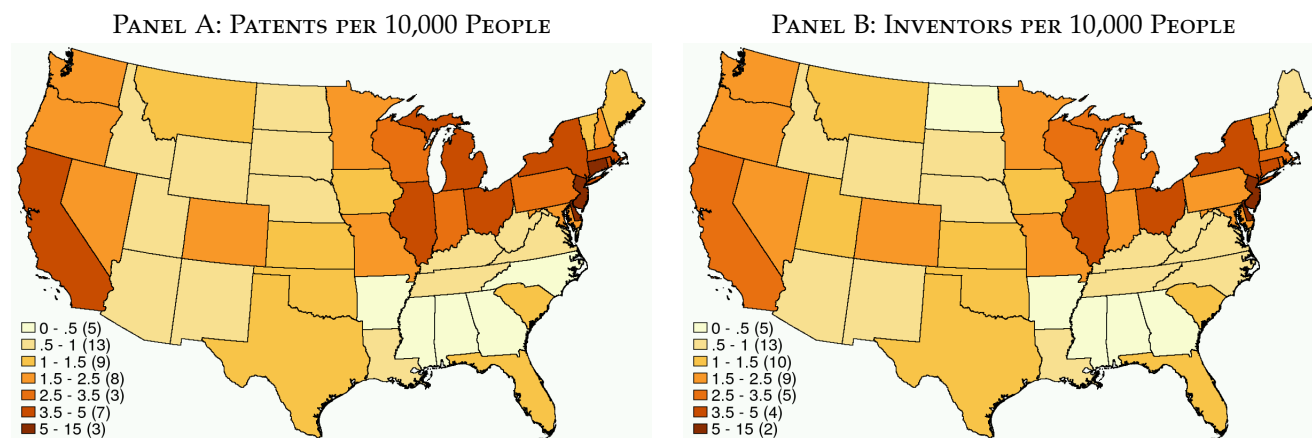 PANEL A: PATENTS PER 10,000 PEOPLE
0 - .5 (5)
.5 - 1 (13)
1 - 1.5 (9)
1.5 - 2.5 (8)
2.5 - 3.5 (3)
3.5 - 5 (7)
5 - 15 (3)
PANEL B: INVENTORS PER 10,000 PEOPLE
0 - .5 (5)
.5 - 1 (13)
1 - 1.5 (10)
1.5 - 2.5 (9)
2.5 - 3.5 (5)
3.5 - 5 (4)
5 - 15 (2)